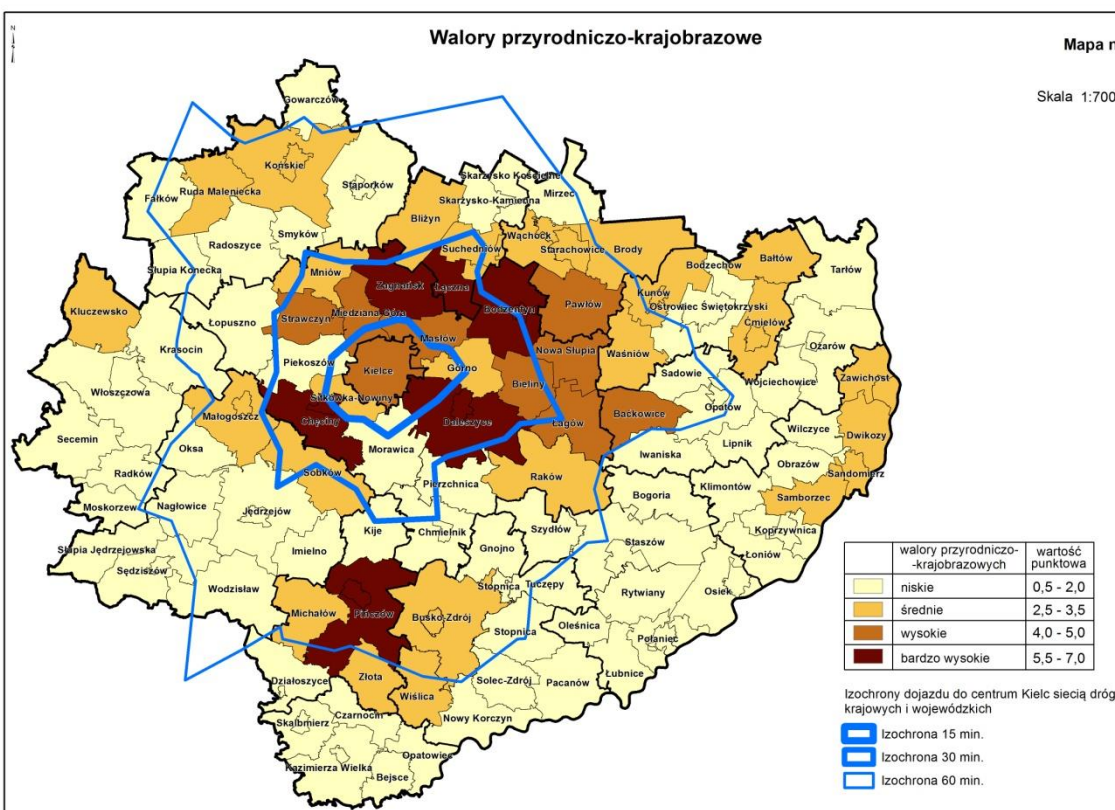 Walory przyrodniczo-krajobrazowe
Mapa n
Skala 1:700
N
Gowarczów
Końskie
Ruda Maleniecka
Fałków
Stąporków
Skarżysko Kościelne
Skarżysko-Kamienna
Mirzec
Bliżyn
Radoszyce
Smyków
Słupia Konecka
Suchedniów
Wąchock
Starachowice
Brody
Bodzechów
Bałtów
Tarłów
Mniów
Zagnańsk
Łączna
Bodzentyn
Pawłów
Kunów
Ostrowiec Świętokrzyski
Ćmielów
Ożarów
Kluczewsko
Łopuszno
Strawczyn
Miedziana Góra
Masłów
Nowa Słupia
Waśniów
Krasocin
Piekoszów
Kielce
Górno
Bieliny
Sadowie
Wojciechowice
Zawichost
Włoszczowa
Sitkówka-Nowiny
Chęciny
Daleszyce
Łagów
Baćkowice
Opatów
Małogoszcz
Morawica
Iwaniska
Lipnik
Wilczyce
Dwikozy
Secemin
Oksa
Sobków
Pierzchnica
Raków
Klimontów
Obrazów
Sandomierz
Radków
Samborzec
Moskorzew
Nagłowice
Jędrzejów
Bogoria
Koprzywnica
Kije
Chmielnik
Szydłów
Staszów
Łoniów
Słupia Jędrzejowska
Sędziszów
Imielno
Gnojno
Wodzisław
Stopnica
Tuczępy
Rytwiany
Osiek
Michałów
Pińczów
Busko-Zdrój
Oleśnica
Stopnica
Połaniec
Działoszyce
Złota
Solec-Zdrój
Pacanów
Łubnice
Wiślica
Czarnocin
Nowy Korczyn
Skalbmierz
Opatowiec
Kazimierza Wielka
Bejsce
walory przyrodniczo-
-krajobrazowych
wartość
punktowa
niskie 0,5 - 2,0
średnie 2,5 - 3,5
wysokie 4,0 - 5,0
bardzo wysokie 5,5 - 7,0
Izochrony dojazdu do centrum Kielc siecią dróg
krajowych i wojewódzkich
Izochrona 15 min.
Izochrona 30 min.
Izochrona 60 min.